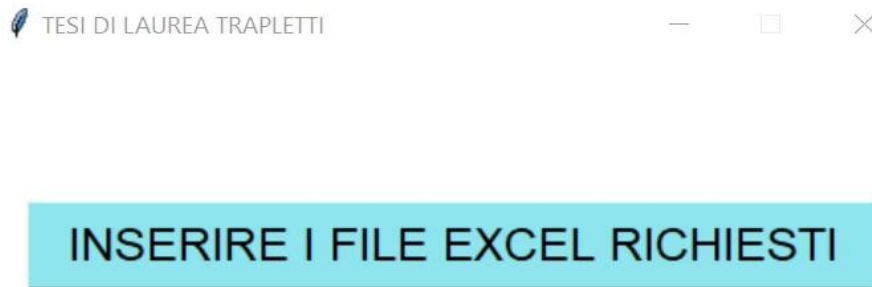 TESI DI LAUREA TRAPLETTI
INSERIRE I FILE EXCEL RICHIESTI